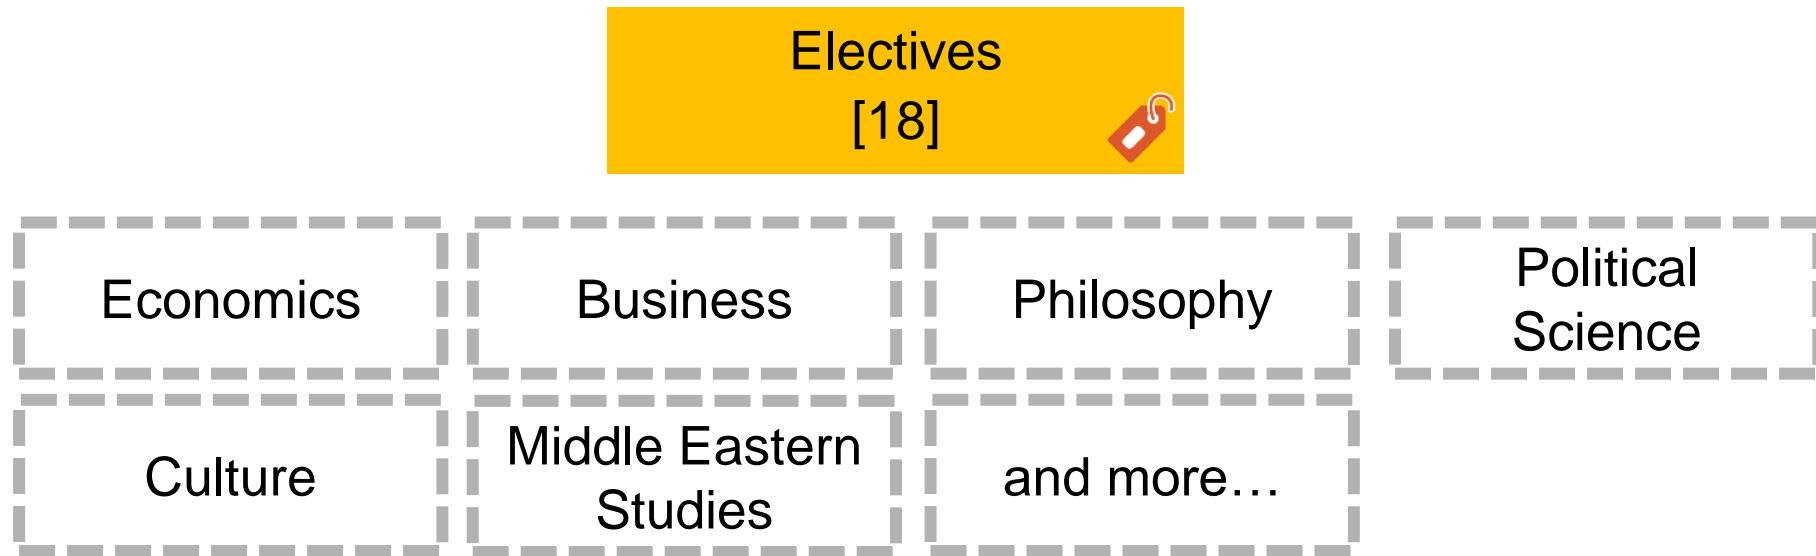 Electives
[18]
Economics
Business
Philosophy
Political
Science
Culture
Middle Eastern
Studies
and more…